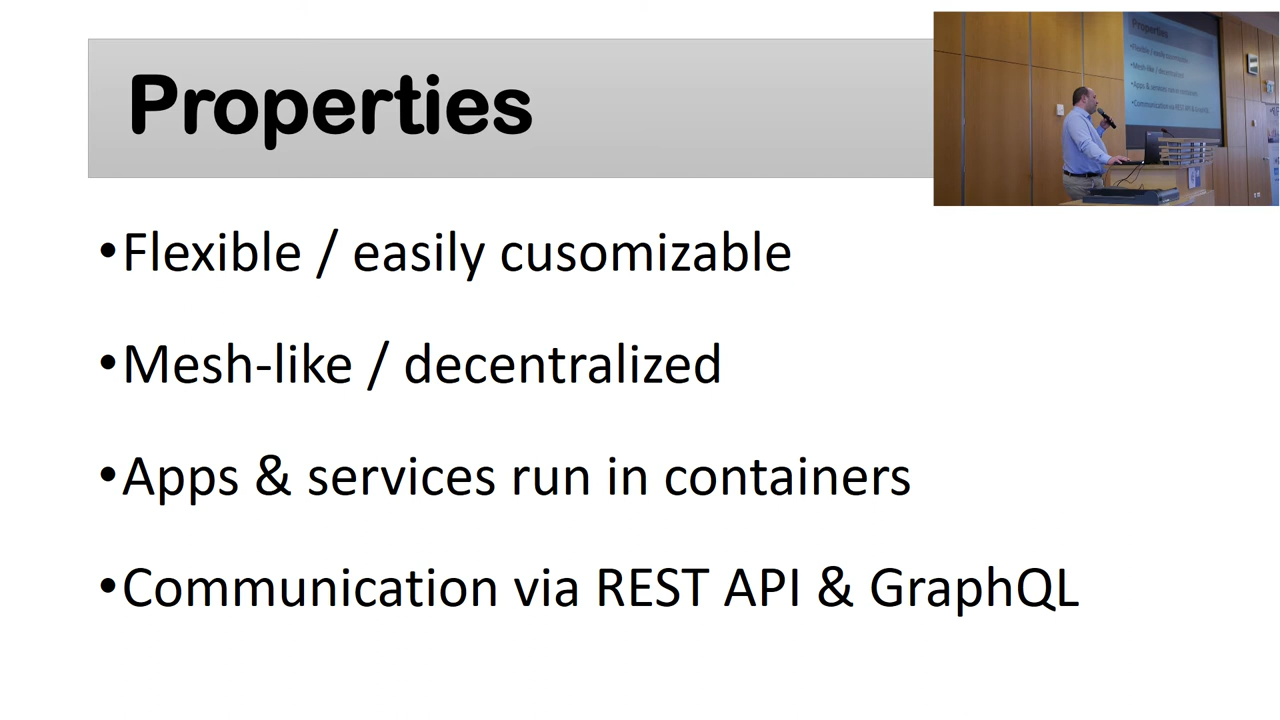 Properties
•Flexible / easily cusomizable
•Mesh-like / decentralized
•Apps & services run in containers
•Communication via REST API & GraphQL